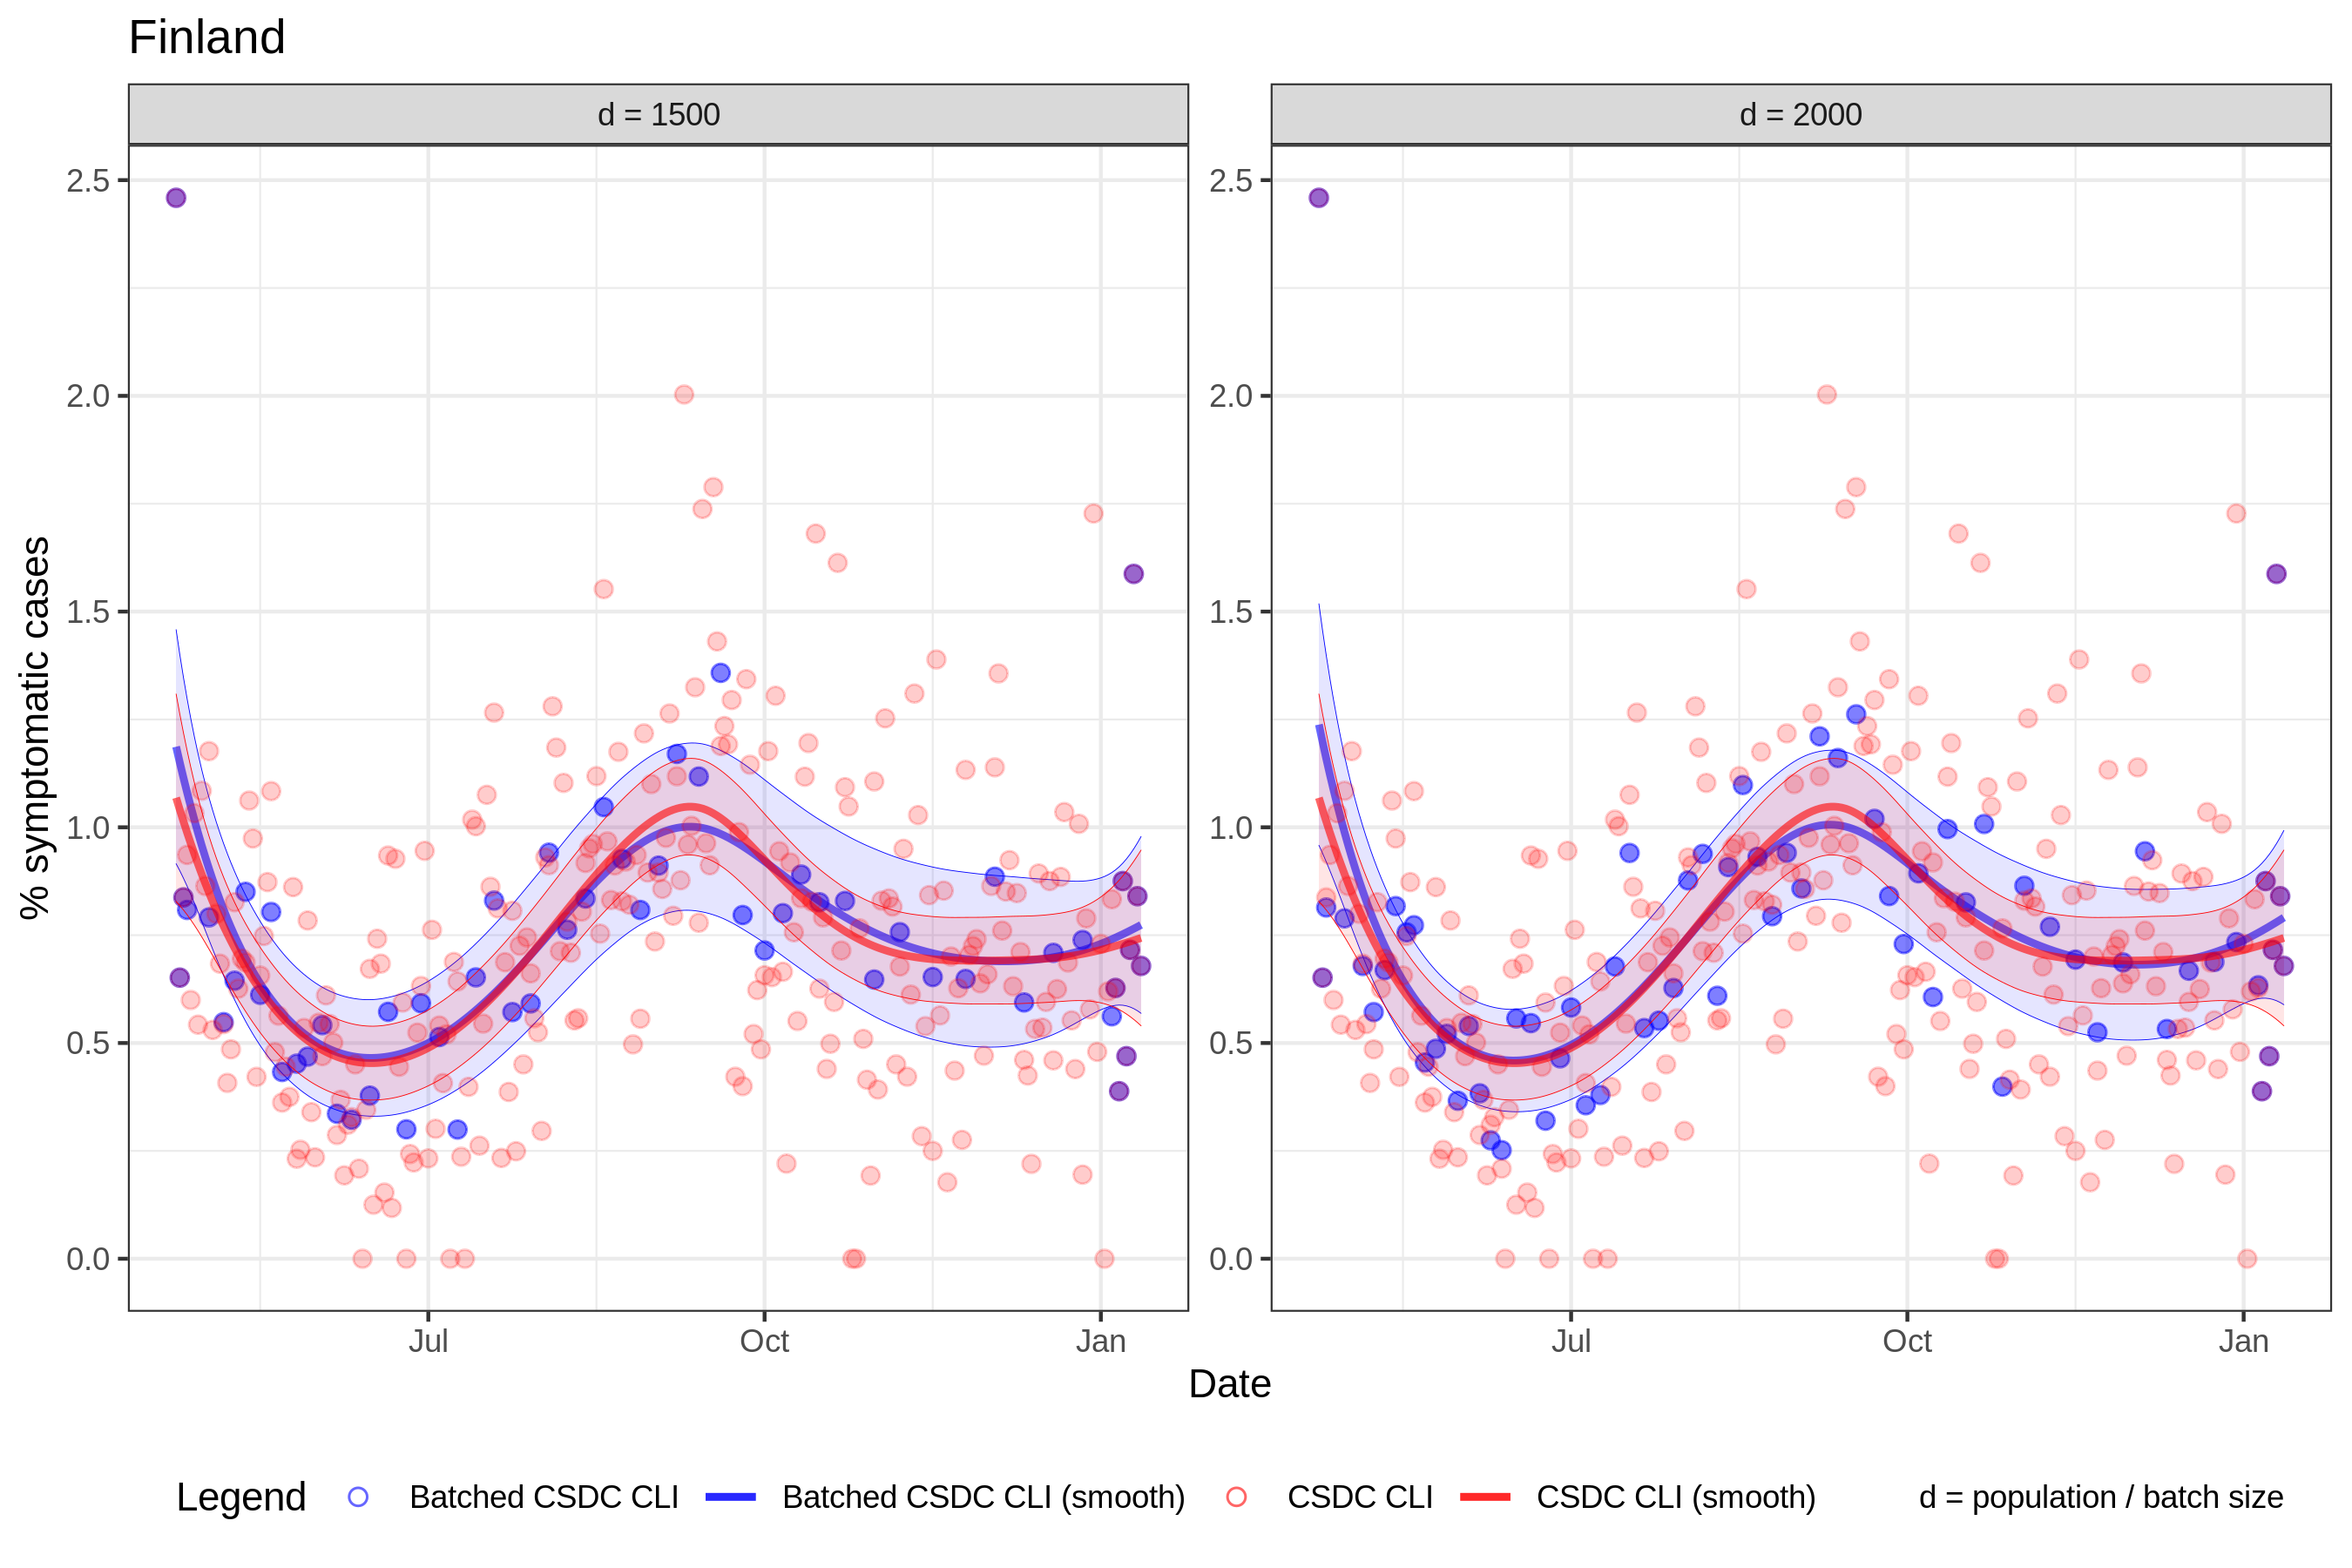 Finland
d = 1500
d = 2000
% symptomatic cases
2.5
2.0
1.5
1.0
0.5
0.0
2.5
2.0
1.5
1.0
0.5
0.0
Jul
Oct
Jan
Jul
Oct
Jan
Date
Legend
Batched CSDC CLI
Batched CSDC CLI (smooth)
CSDC CLI
CSDC CLI (smooth)
d = population / batch size